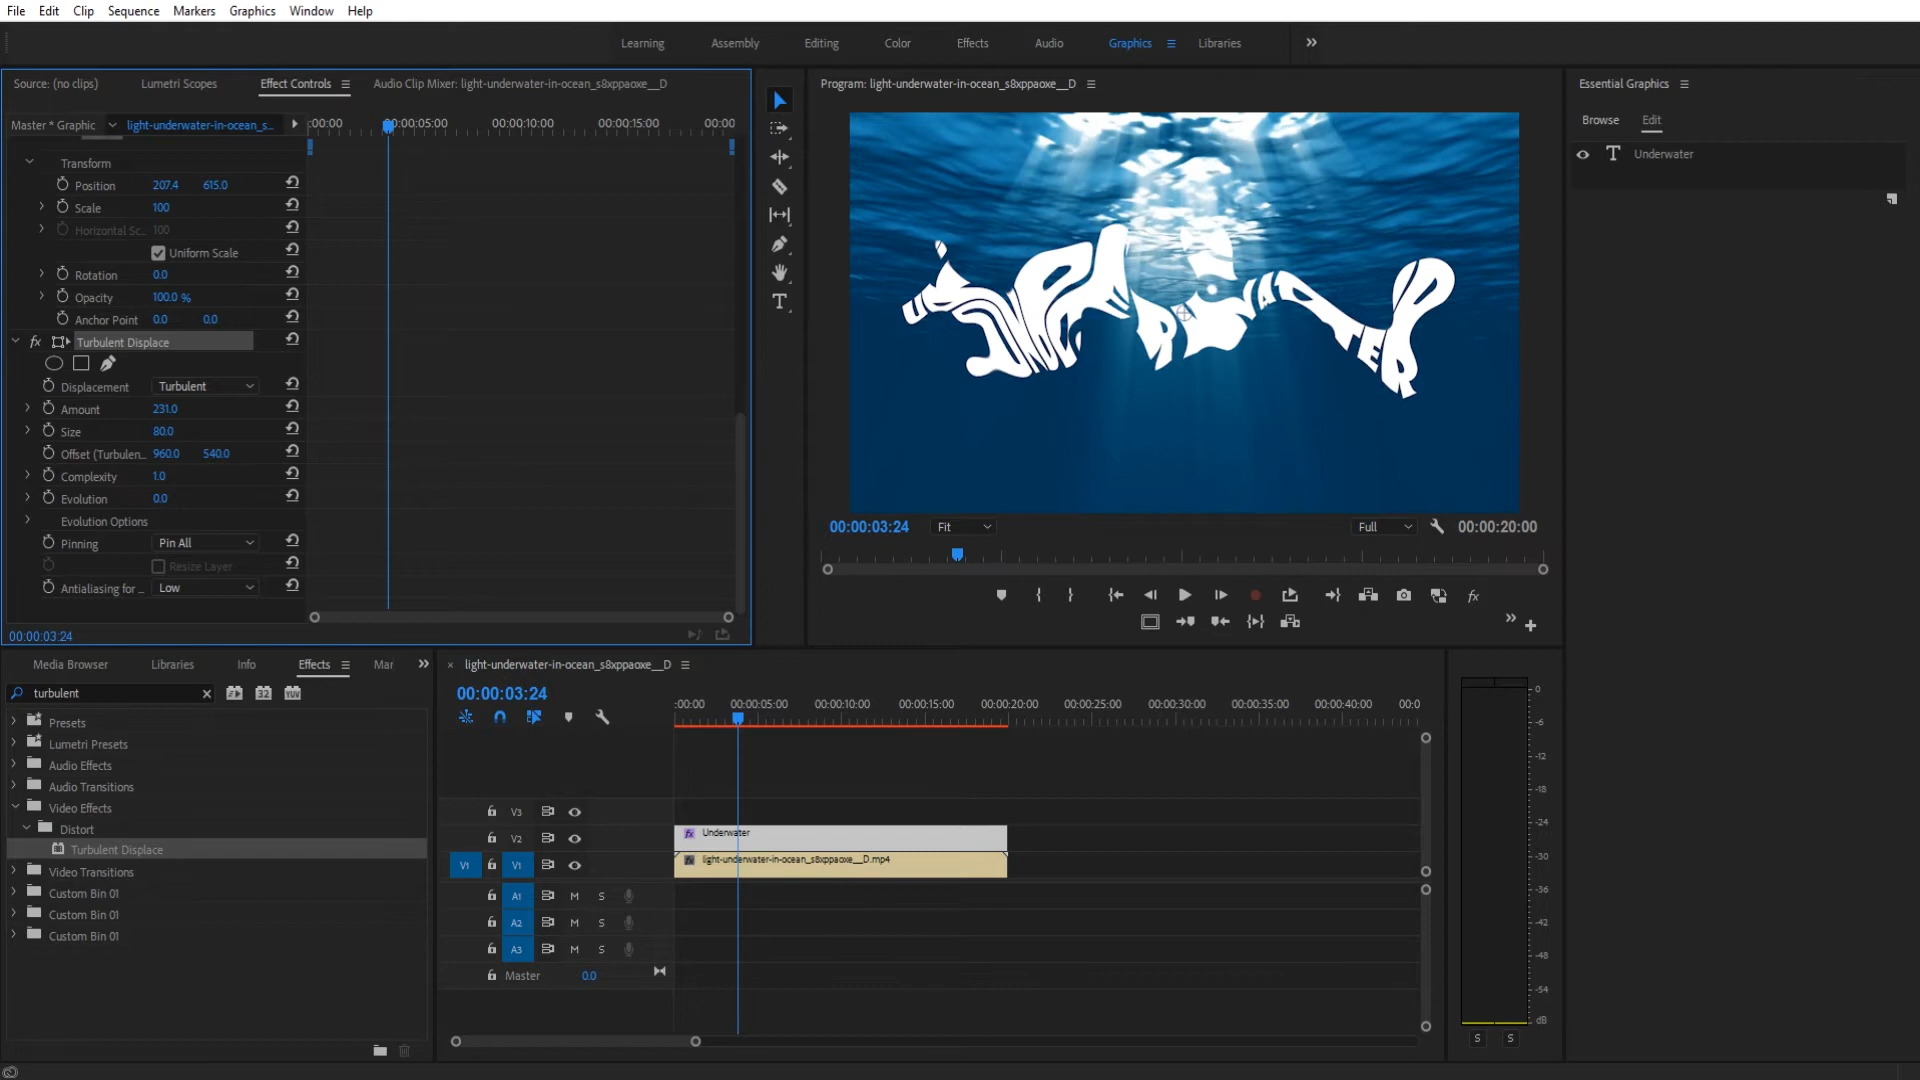 File Edit Clip Sequence Markers Graphics Window Help
Learning Assembly Editing Color Effects Audio Graphics Libraries
Source: (no clips) Lumetri Scopes Effect Controls Audio Clip Mixer: light-underwater-in-ocean_s8xppaoxe__D
Master * Graphic light-underwater-in-ocean_s...
:00:00 00:00:05:00 00:00:10:00 00:00:15:00 00:00
Transform
Position 207.4 615.0
Scale 100
Horizontal Sc... 100
Uniform Scale
Rotation 0.0
Opacity 100.0 %
Anchor Point 0.0 0.0
fx Turbulent Displace
Displacement Turbulent
Amount 231.0
Size 80.0
Offset (Turbulen... 960.0 540.0
Complexity 1.0
Evolution 0.0
Evolution Options
Pinning Pin All
Resize Layer
Antialiasing for ... Low
00:00:03:24
Program: light-underwater-in-ocean_s8xppaoxe__D
UNDERWATER
00:00:03:24 Fit Full 00:00:20:00
fx
Essential Graphics
Browse Edit
T Underwater
Media Browser Libraries Info Effects Mar
turbulent
Presets
Lumetri Presets
Audio Effects
Audio Transitions
Video Effects
Distort
Turbulent Displace
Video Transitions
Custom Bin 01
Custom Bin 01
Custom Bin 01
light-underwater-in-ocean_s8xppaoxe__D
00:00:03:24
:00:00 00:00:05:00 00:00:10:00 00:00:15:00 00:00:20:00 00:00:25:00 00:00:30:00 00:00:35:00 00:00:40:00 00:0
V3
V2 fx Underwater
V1 V1 fx light-underwater-in-ocean_s8xppaoxe__D.mp4
A1 M S
A2 M S
A3 M S
Master 0.0
0
-6
-12
-18
-24
-30
-36
-42
-48
-54
dB
S S